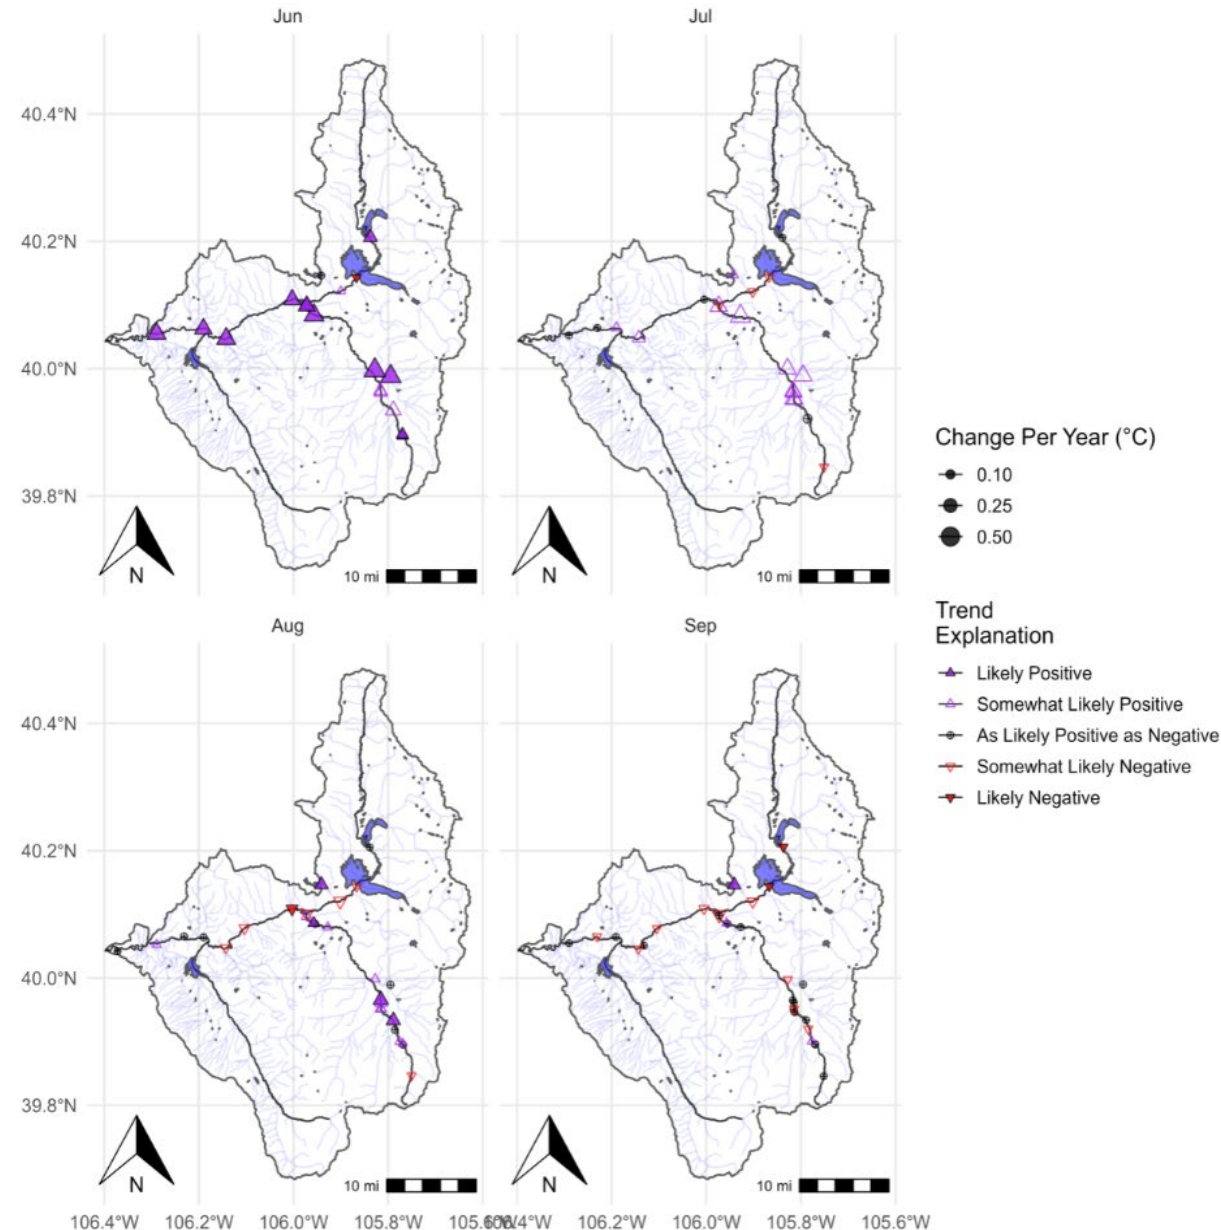 Jun
Jul
40.4°N
40.2°N
40.0°N
39.8°N
N
10 mi
N
10 mi
Change Per Year (°C)
0.10
0.25
0.50
Trend
Explanation
Likely Positive
Somewhat Likely Positive
As Likely Positive as Negative
Somewhat Likely Negative
Likely Negative
Aug
Sep
40.4°N
40.2°N
40.0°N
39.8°N
N
10 mi
N
10 mi
106.4°W 106.2°W 106.0°W 105.8°W 106.2°W 106.0°W 105.8°W 105.6°W